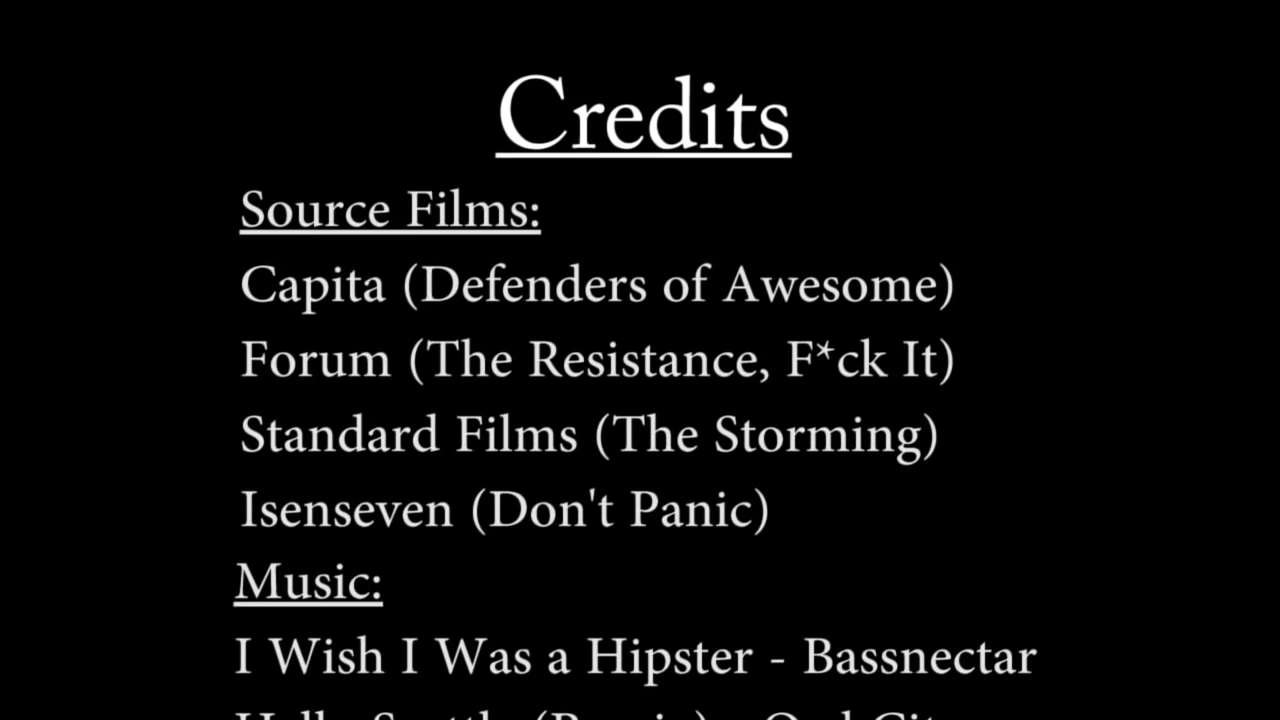 Credits
Source Films:
Capita (Defenders of Awesome)
Forum (The Resistance, F*ck It)
Standard Films (The Storming)
Isenseven (Don't Panic)
Music:
I Wish I Was a Hipster - Bassnectar